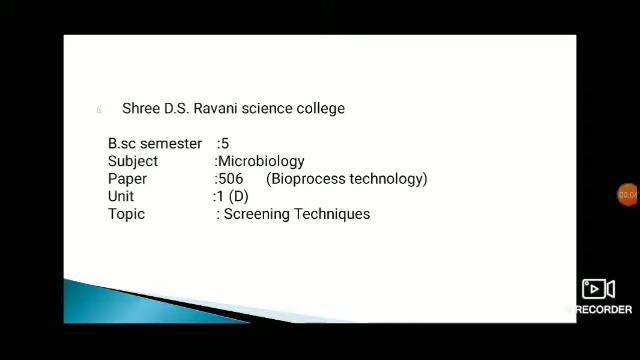 Shree D.S. Ravani science college
B.sc semester :5
Subject :Microbiology
Paper :506 (Bioprocess technology)
Unit :1 (D)
Topic : Screening Techniques
RECORDER